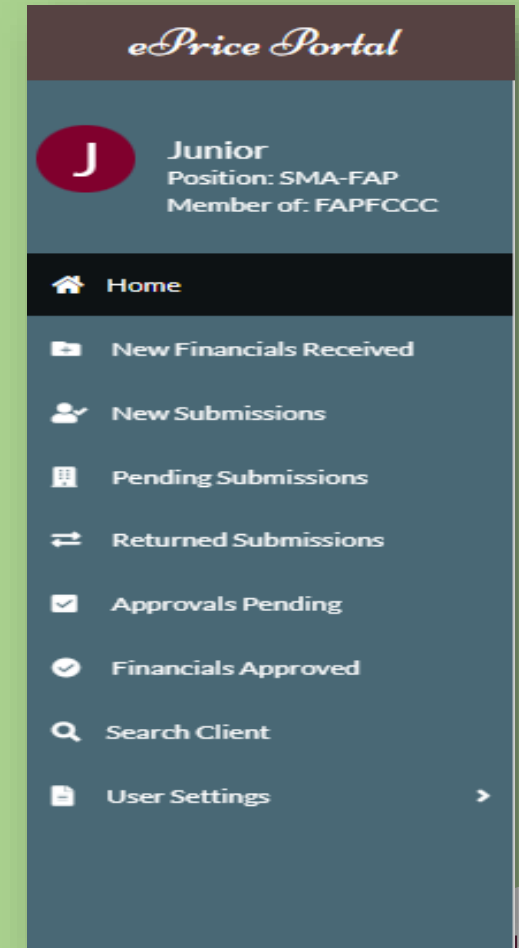 ePrice Portal
J
Junior
Position: SMA-FAP
Member of: FAPFCCC
Home
New Financials Received
New Submissions
Pending Submissions
Returned Submissions
Approvals Pending
Financials Approved
Search Client
User Settings